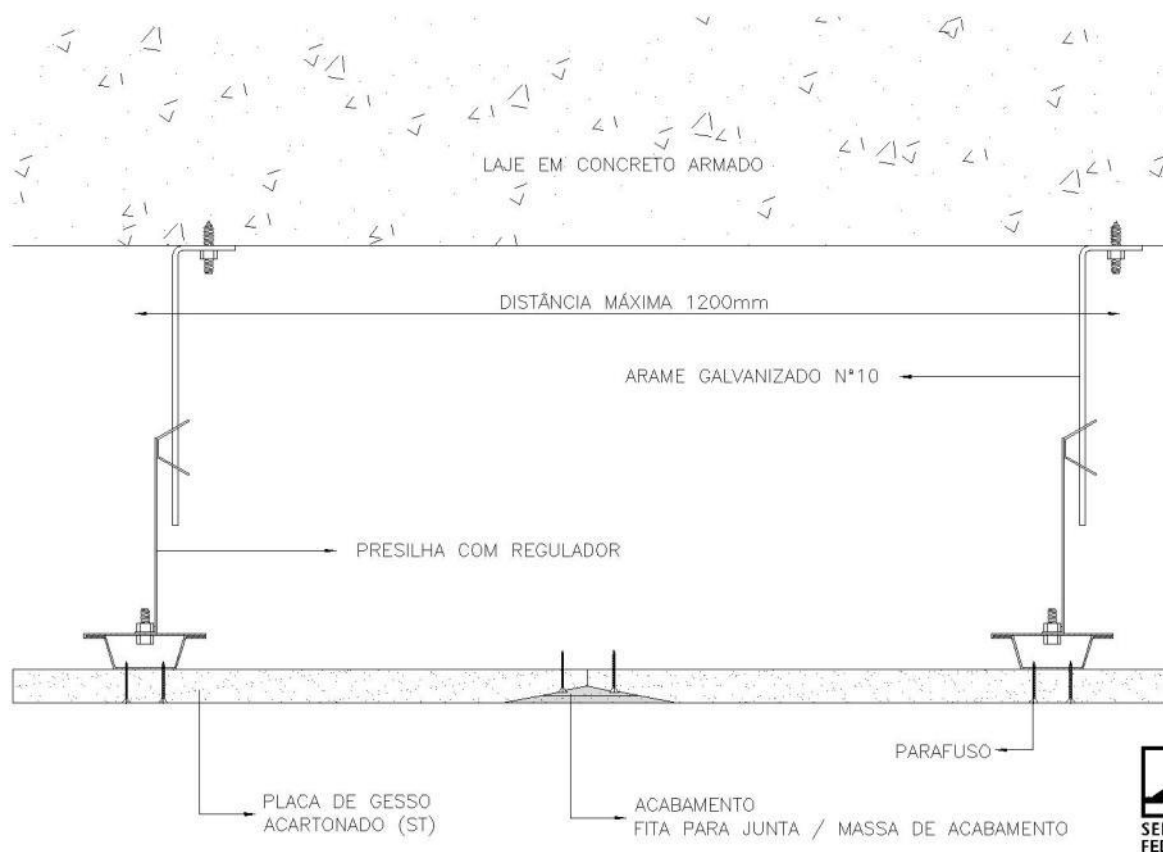 LAJE EM CONCRETO ARMADO
DISTÂNCIA MÁXIMA 1200mm
ARAME GALVANIZADO Nª10
PRESILHA COM REGULADOR
PARAFUSO
PLACA DE GESSO
ACARTONADO (ST)
ACABAMENTO
FITA PARA JUNTA / MASSA DE ACABAMENTO